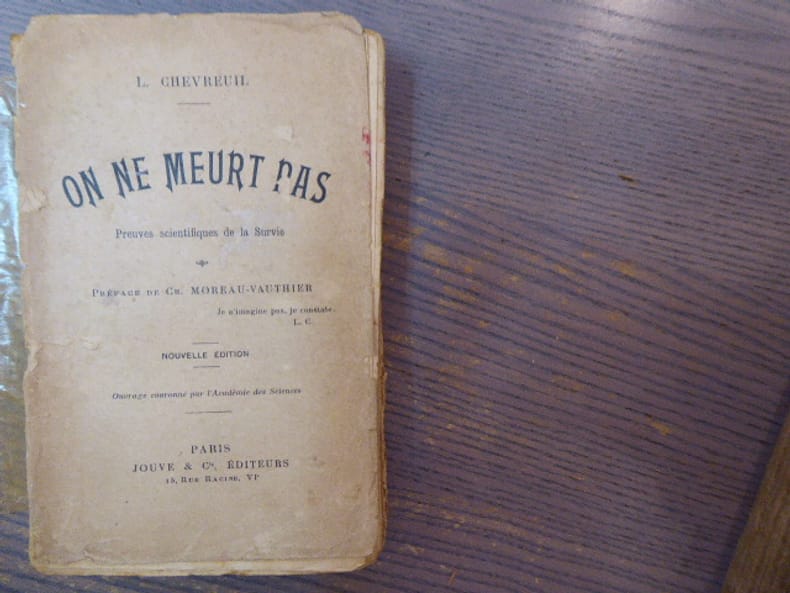 L. CHEVREUIL
ON NE MEURT PAS
Preuves scientifiques de la Survie
PRÉFACE DE CH. MOREAU-VAUTHIER
Je n'imagine pas, je constate.
L. C.
NOUVELLE ÉDITION
Ouvrage couronné par l'Académie des Sciences
PARIS
JOUVE & Cie, ÉDITEURS
15, RUE RACINE, VIe